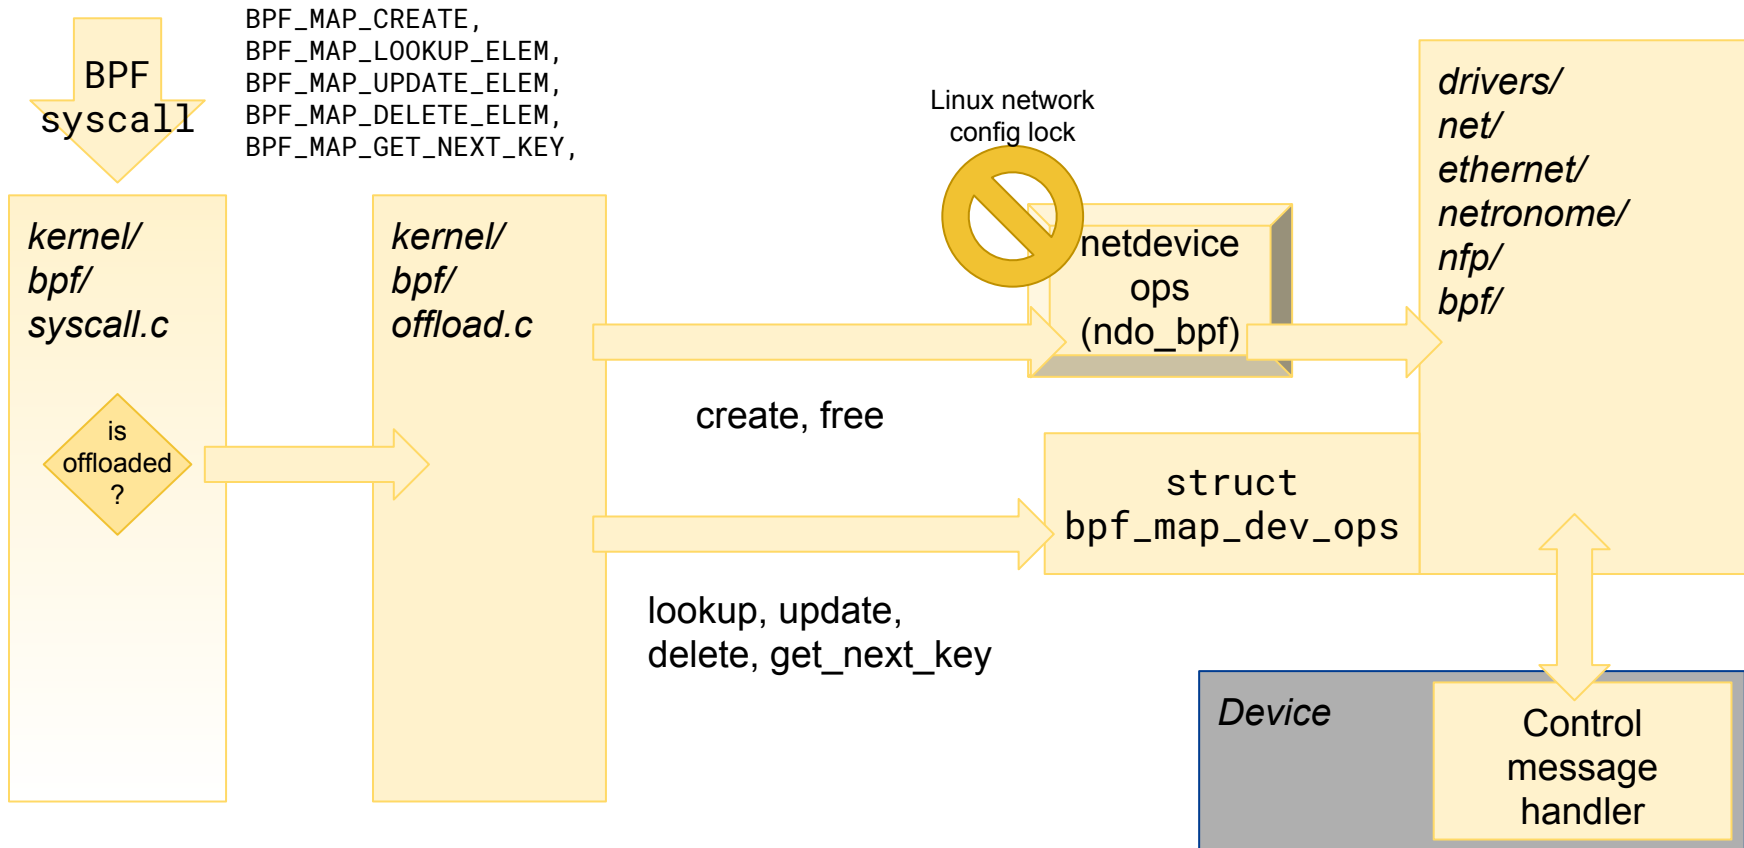 BPF
syscall
BPF_MAP_CREATE,
BPF_MAP_LOOKUP_ELEM,
BPF_MAP_UPDATE_ELEM,
BPF_MAP_DELETE_ELEM,
BPF_MAP_GET_NEXT_KEY,
kernel/
bpf/
syscall.c
is
offloaded
?
kernel/
bpf/
offload.c
Linux network
config lock
netdevice
ops
(ndo_bpf)
create, free
struct
bpf_map_dev_ops
lookup, update,
delete, get_next_key
drivers/
net/
ethernet/
netronome/
nfp/
bpf/
Device
Control
message
handler